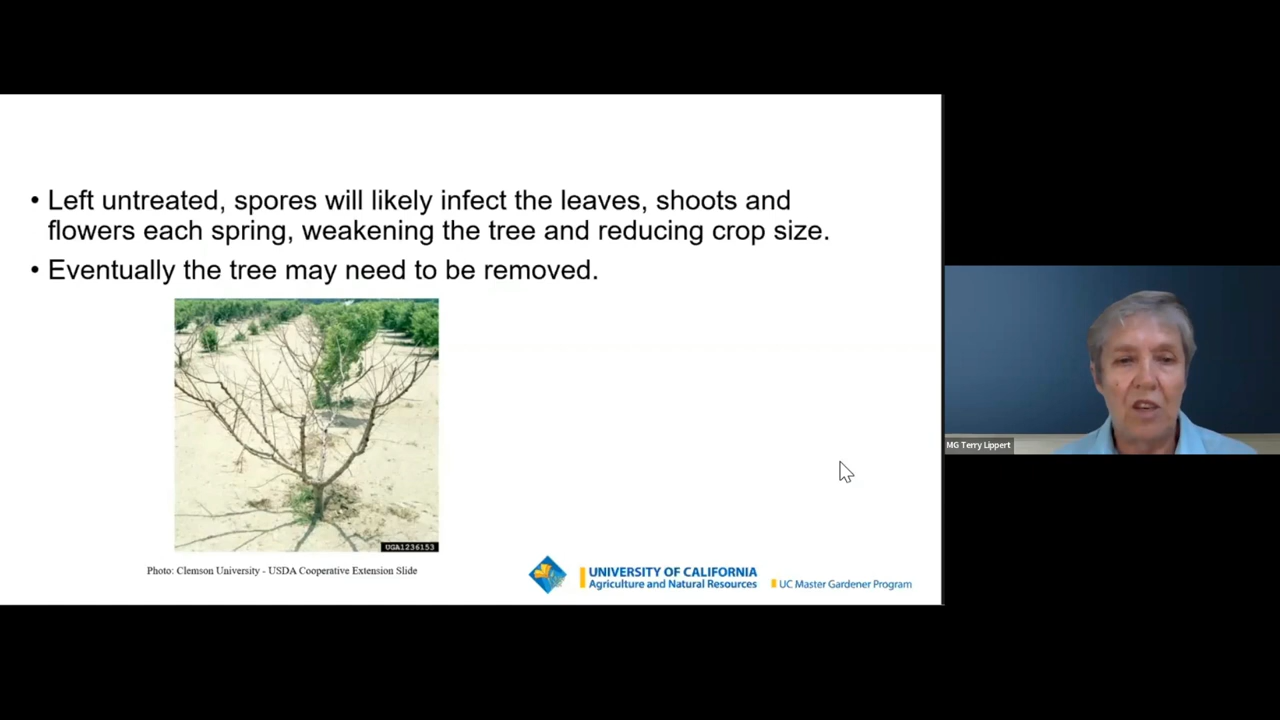 • Left untreated, spores will likely infect the leaves, shoots and
flowers each spring, weakening the tree and reducing crop size.
• Eventually the tree may need to be removed.
UGA1236153
Photo: Clemson University - USDA Cooperative Extension Slide
UNIVERSITY OF CALIFORNIA
Agriculture and Natural Resources
UC Master Gardener Program
MG Terry Lippert